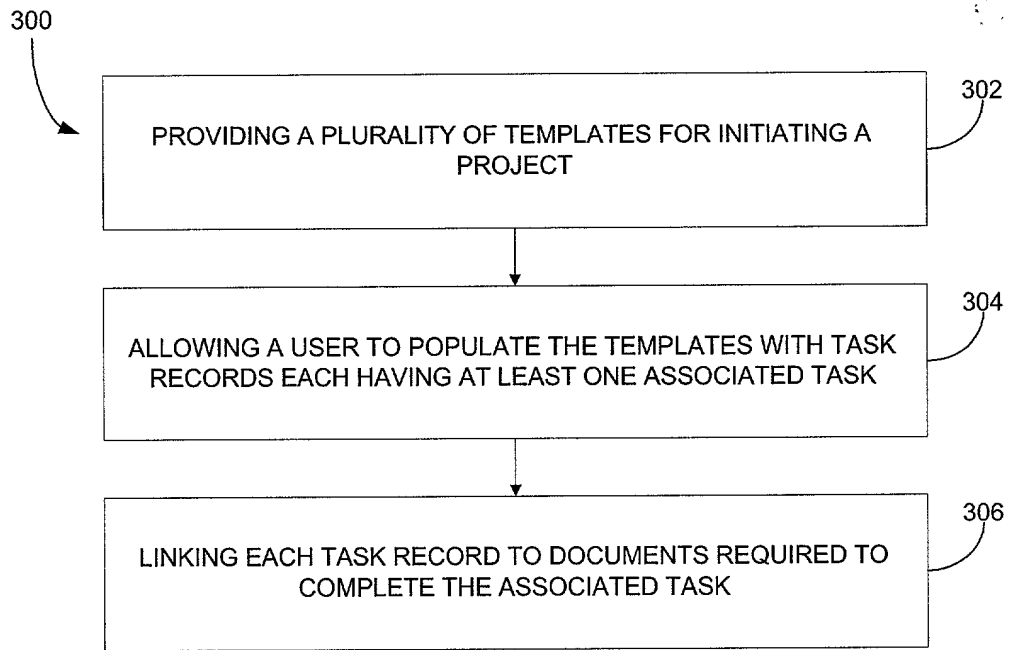 300
302
PROVIDING A PLURALITY OF TEMPLATES FOR INITIATING A
PROJECT
304
ALLOWING A USER TO POPULATE THE TEMPLATES WITH TASK
RECORDS EACH HAVING AT LEAST ONE ASSOCIATED TASK
306
LINKING EACH TASK RECORD TO DOCUMENTS REQUIRED TO
COMPLETE THE ASSOCIATED TASK